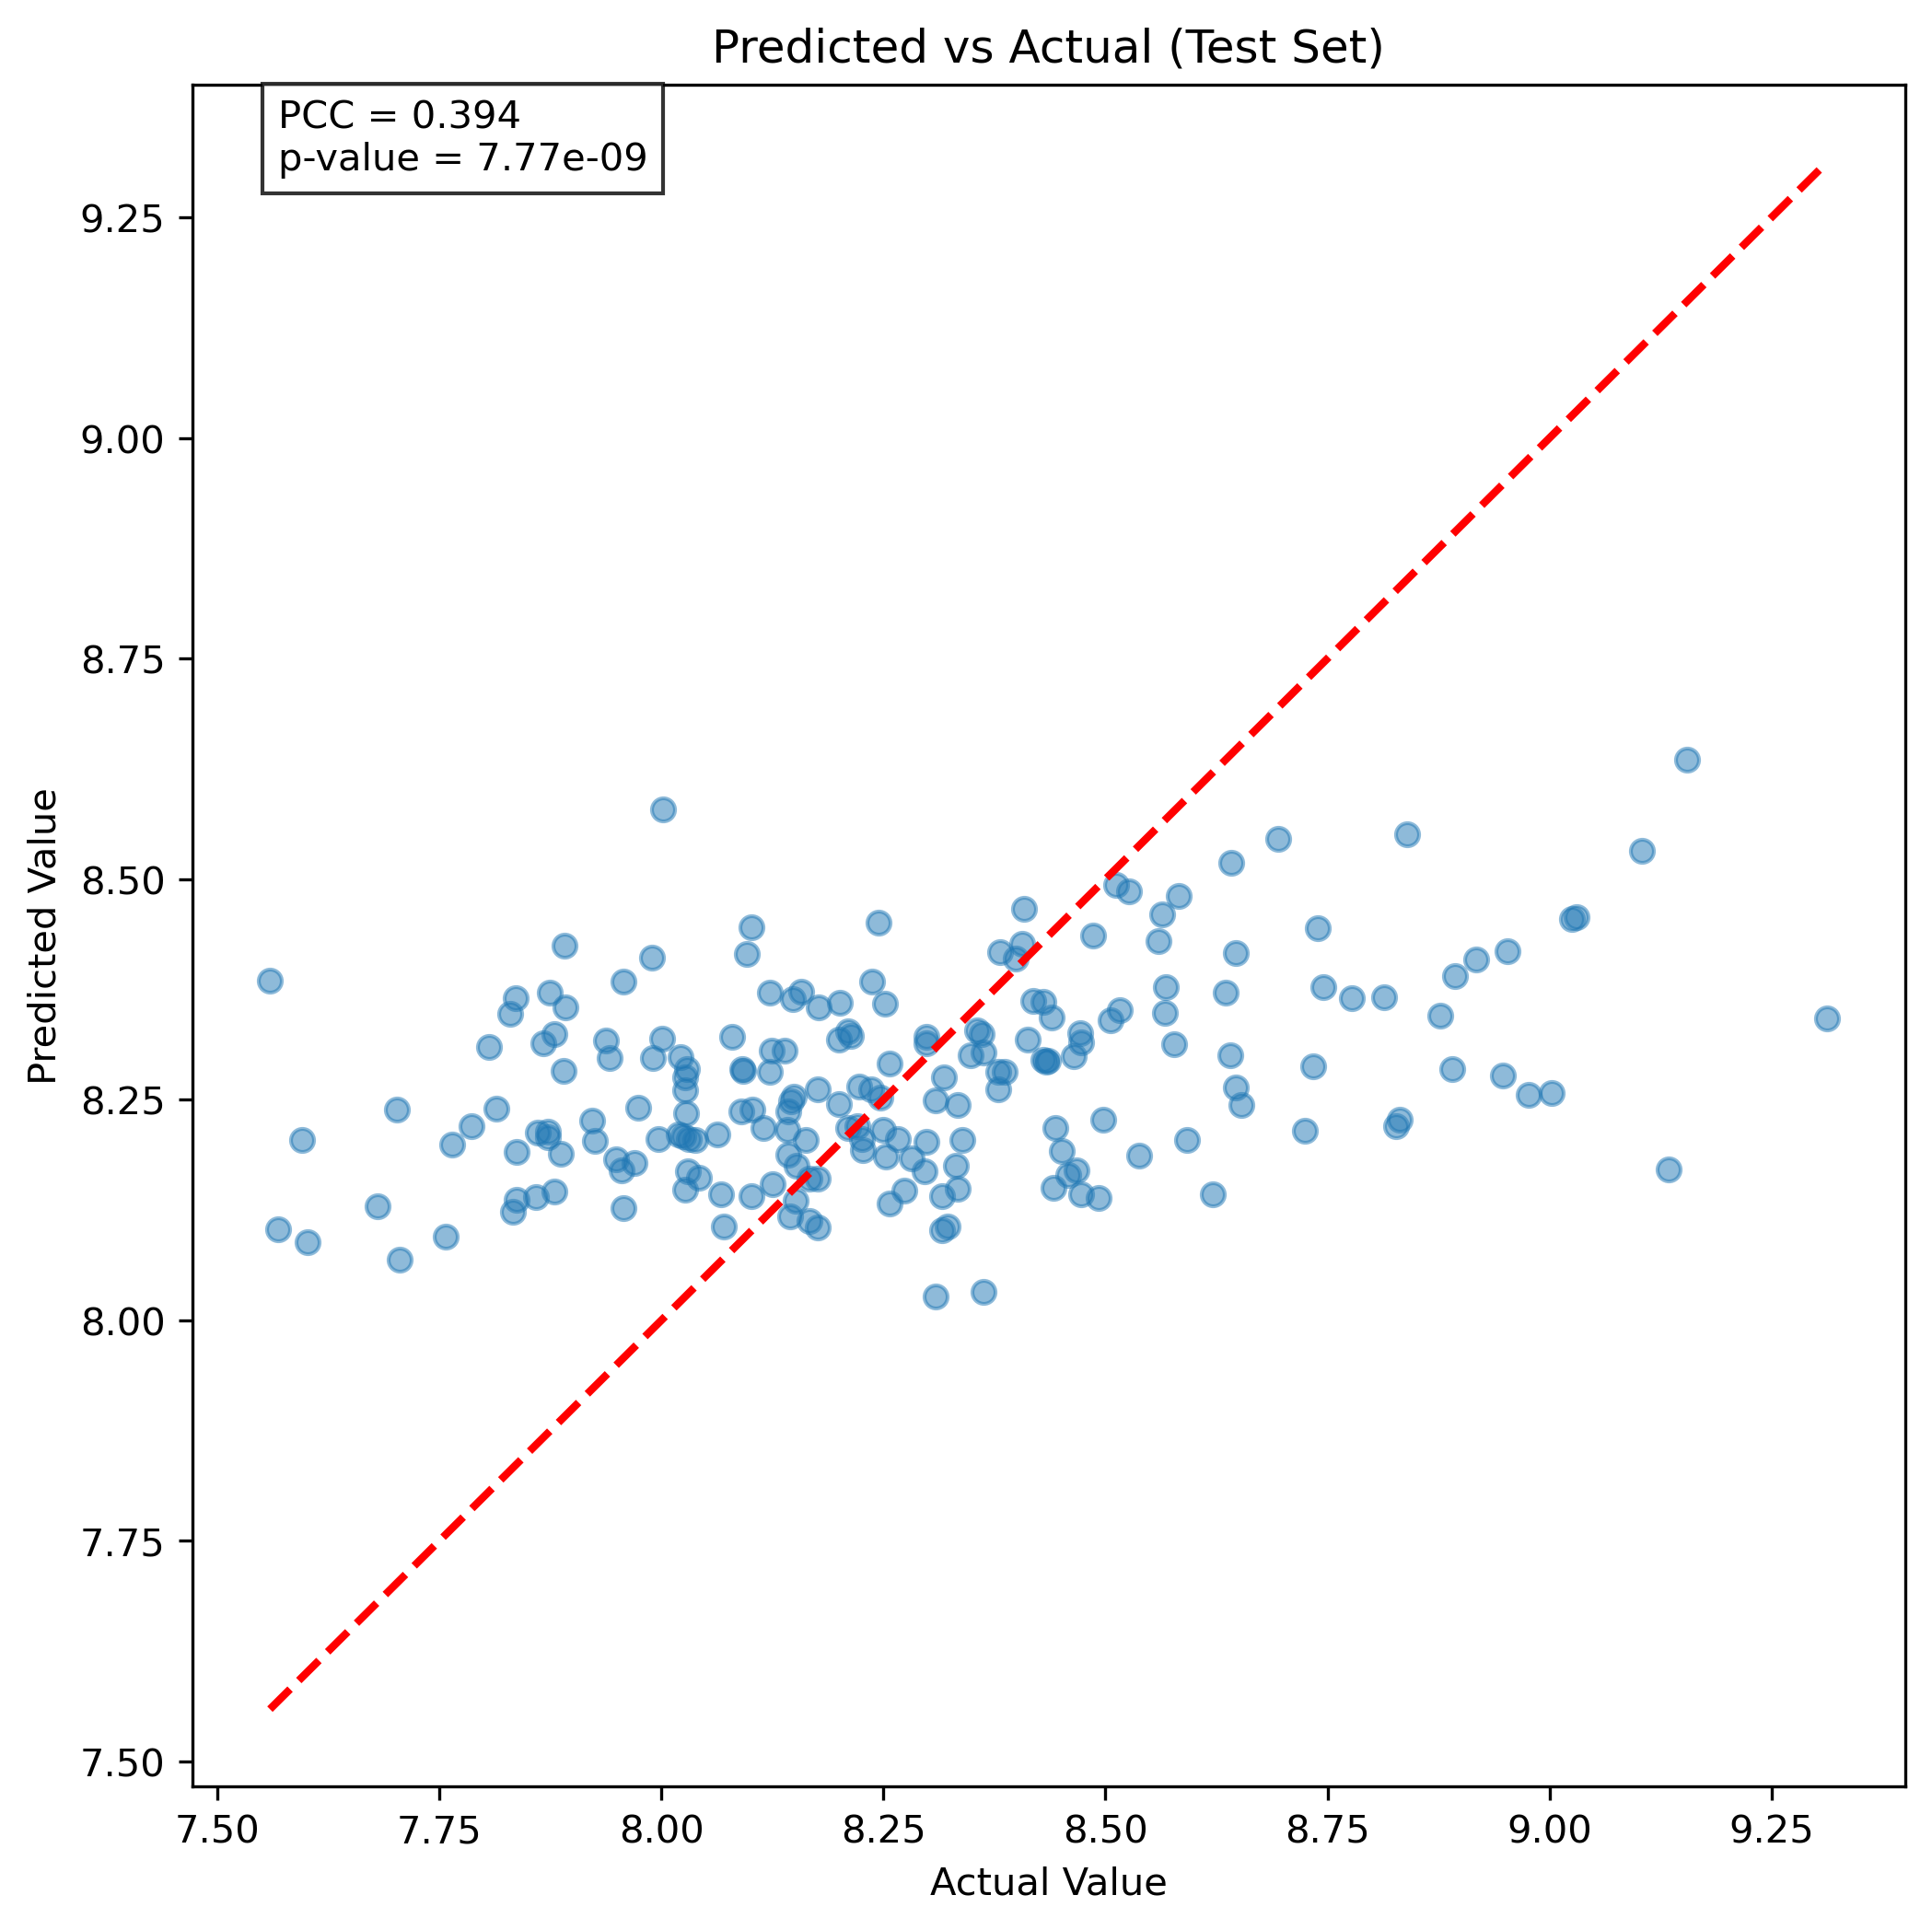 Predicted vs Actual (Test Set)
PCC = 0.394
p-value = 7.77e-09
9.25
9.00
8.75
8.50
8.25
8.00
7.75
7.50
Predicted Value
7.50 7.75 8.00 8.25 8.50 8.75 9.00 9.25
Actual Value